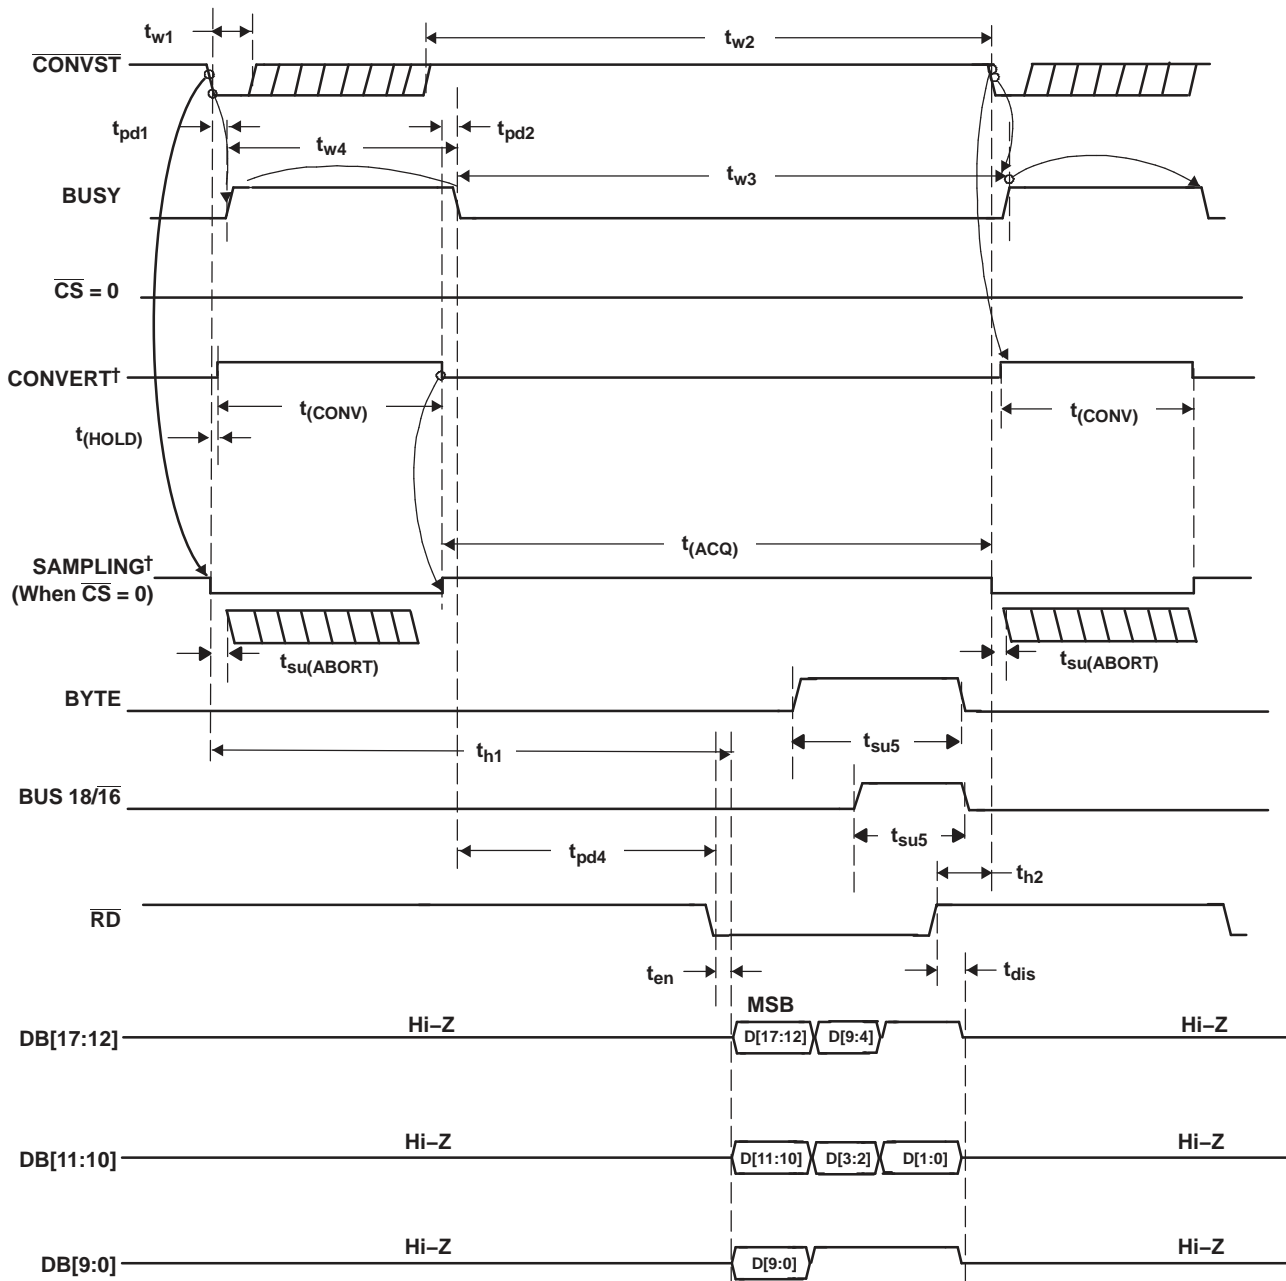 tw1
tw2
CONVST
tpd1
tpd2
tw4
tw3
BUSY
CS = 0
CONVERT†
t(CONV)
t(CONV)
t(HOLD)
t(ACQ)
SAMPLING†
(When CS = 0)
tsu(ABORT)
tsu(ABORT)
BYTE
th1
tsu5
BUS 18/16
tsu5
tpd4
th2
RD
ten
tdis
MSB
Hi–Z
Hi–Z
DB[17:12]
D[17:12]
D[9:4]
Hi–Z
Hi–Z
DB[11:10]
D[11:10]
D[3:2]
D[1:0]
Hi–Z
Hi–Z
DB[9:0]
D[9:0]